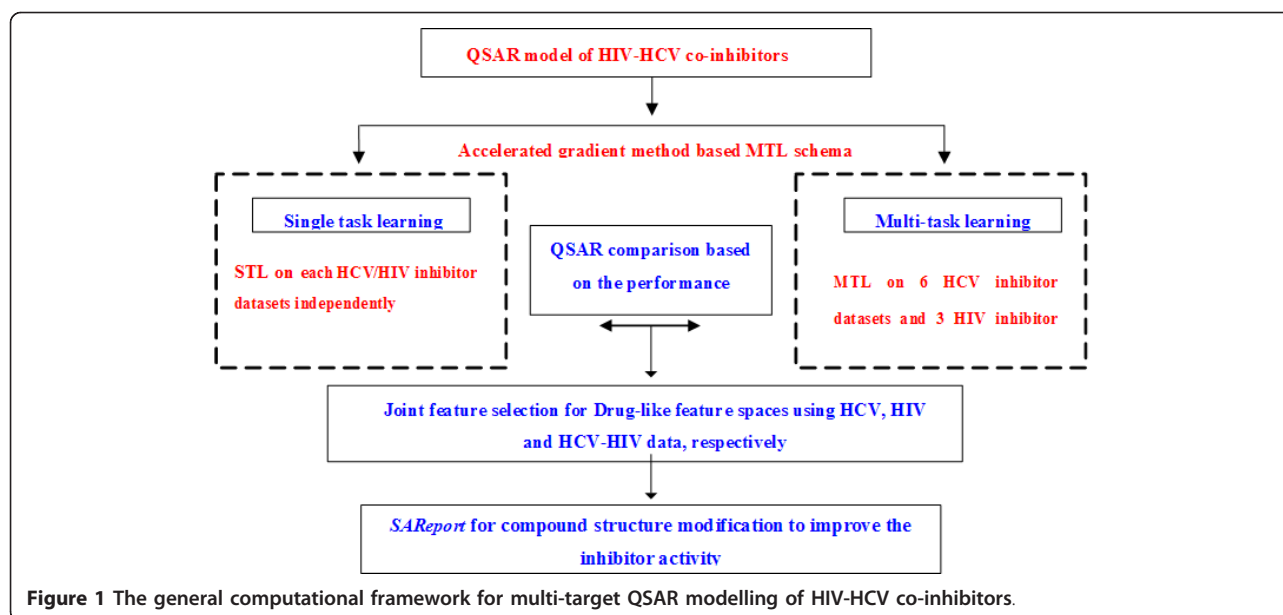 QSAR model of HIV-HCV co-inhibitors
Accelerated gradient method based MTL schema
Single task learning
STL on each HCV/HIV inhibitor
datasets independently
QSAR comparison based
on the performance
Multi-task learning
MTL on 6 HCV inhibitor
datasets and 3 HIV inhibitor
Joint feature selection for Drug-like feature spaces using HCV, HIV
and HCV-HIV data, respectively
SAReport for compound structure modification to improve the
inhibitor activity
Figure 1 The general computational framework for multi-target QSAR modelling of HIV-HCV co-inhibitors.